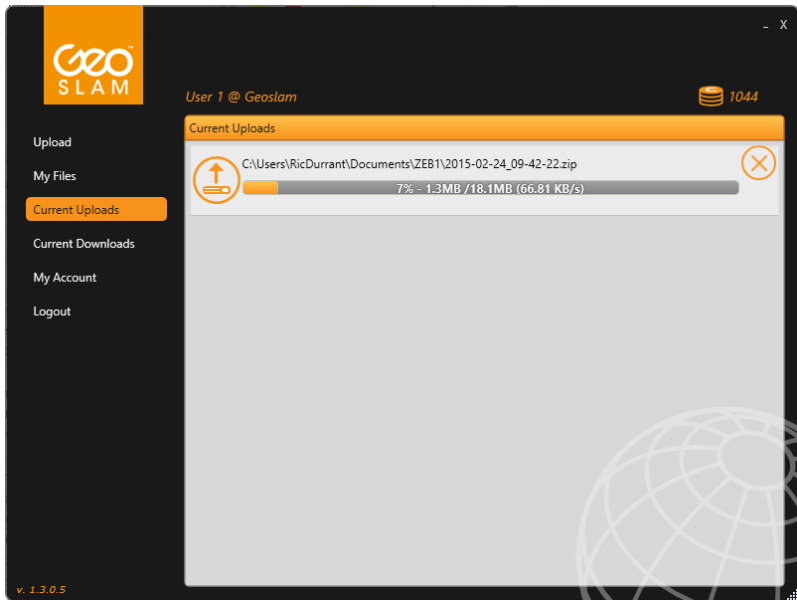 _ X
Geo™
SLAM
User 1 @ Geoslam
1044
Upload
My Files
Current Uploads
Current Downloads
My Account
Logout
Current Uploads
C:\Users\RicDurrant\Documents\ZEB1\2015-02-24_09-42-22.zip
7% - 1.3MB /18.1MB (66.81 KB/s)
v. 1.3.0.5